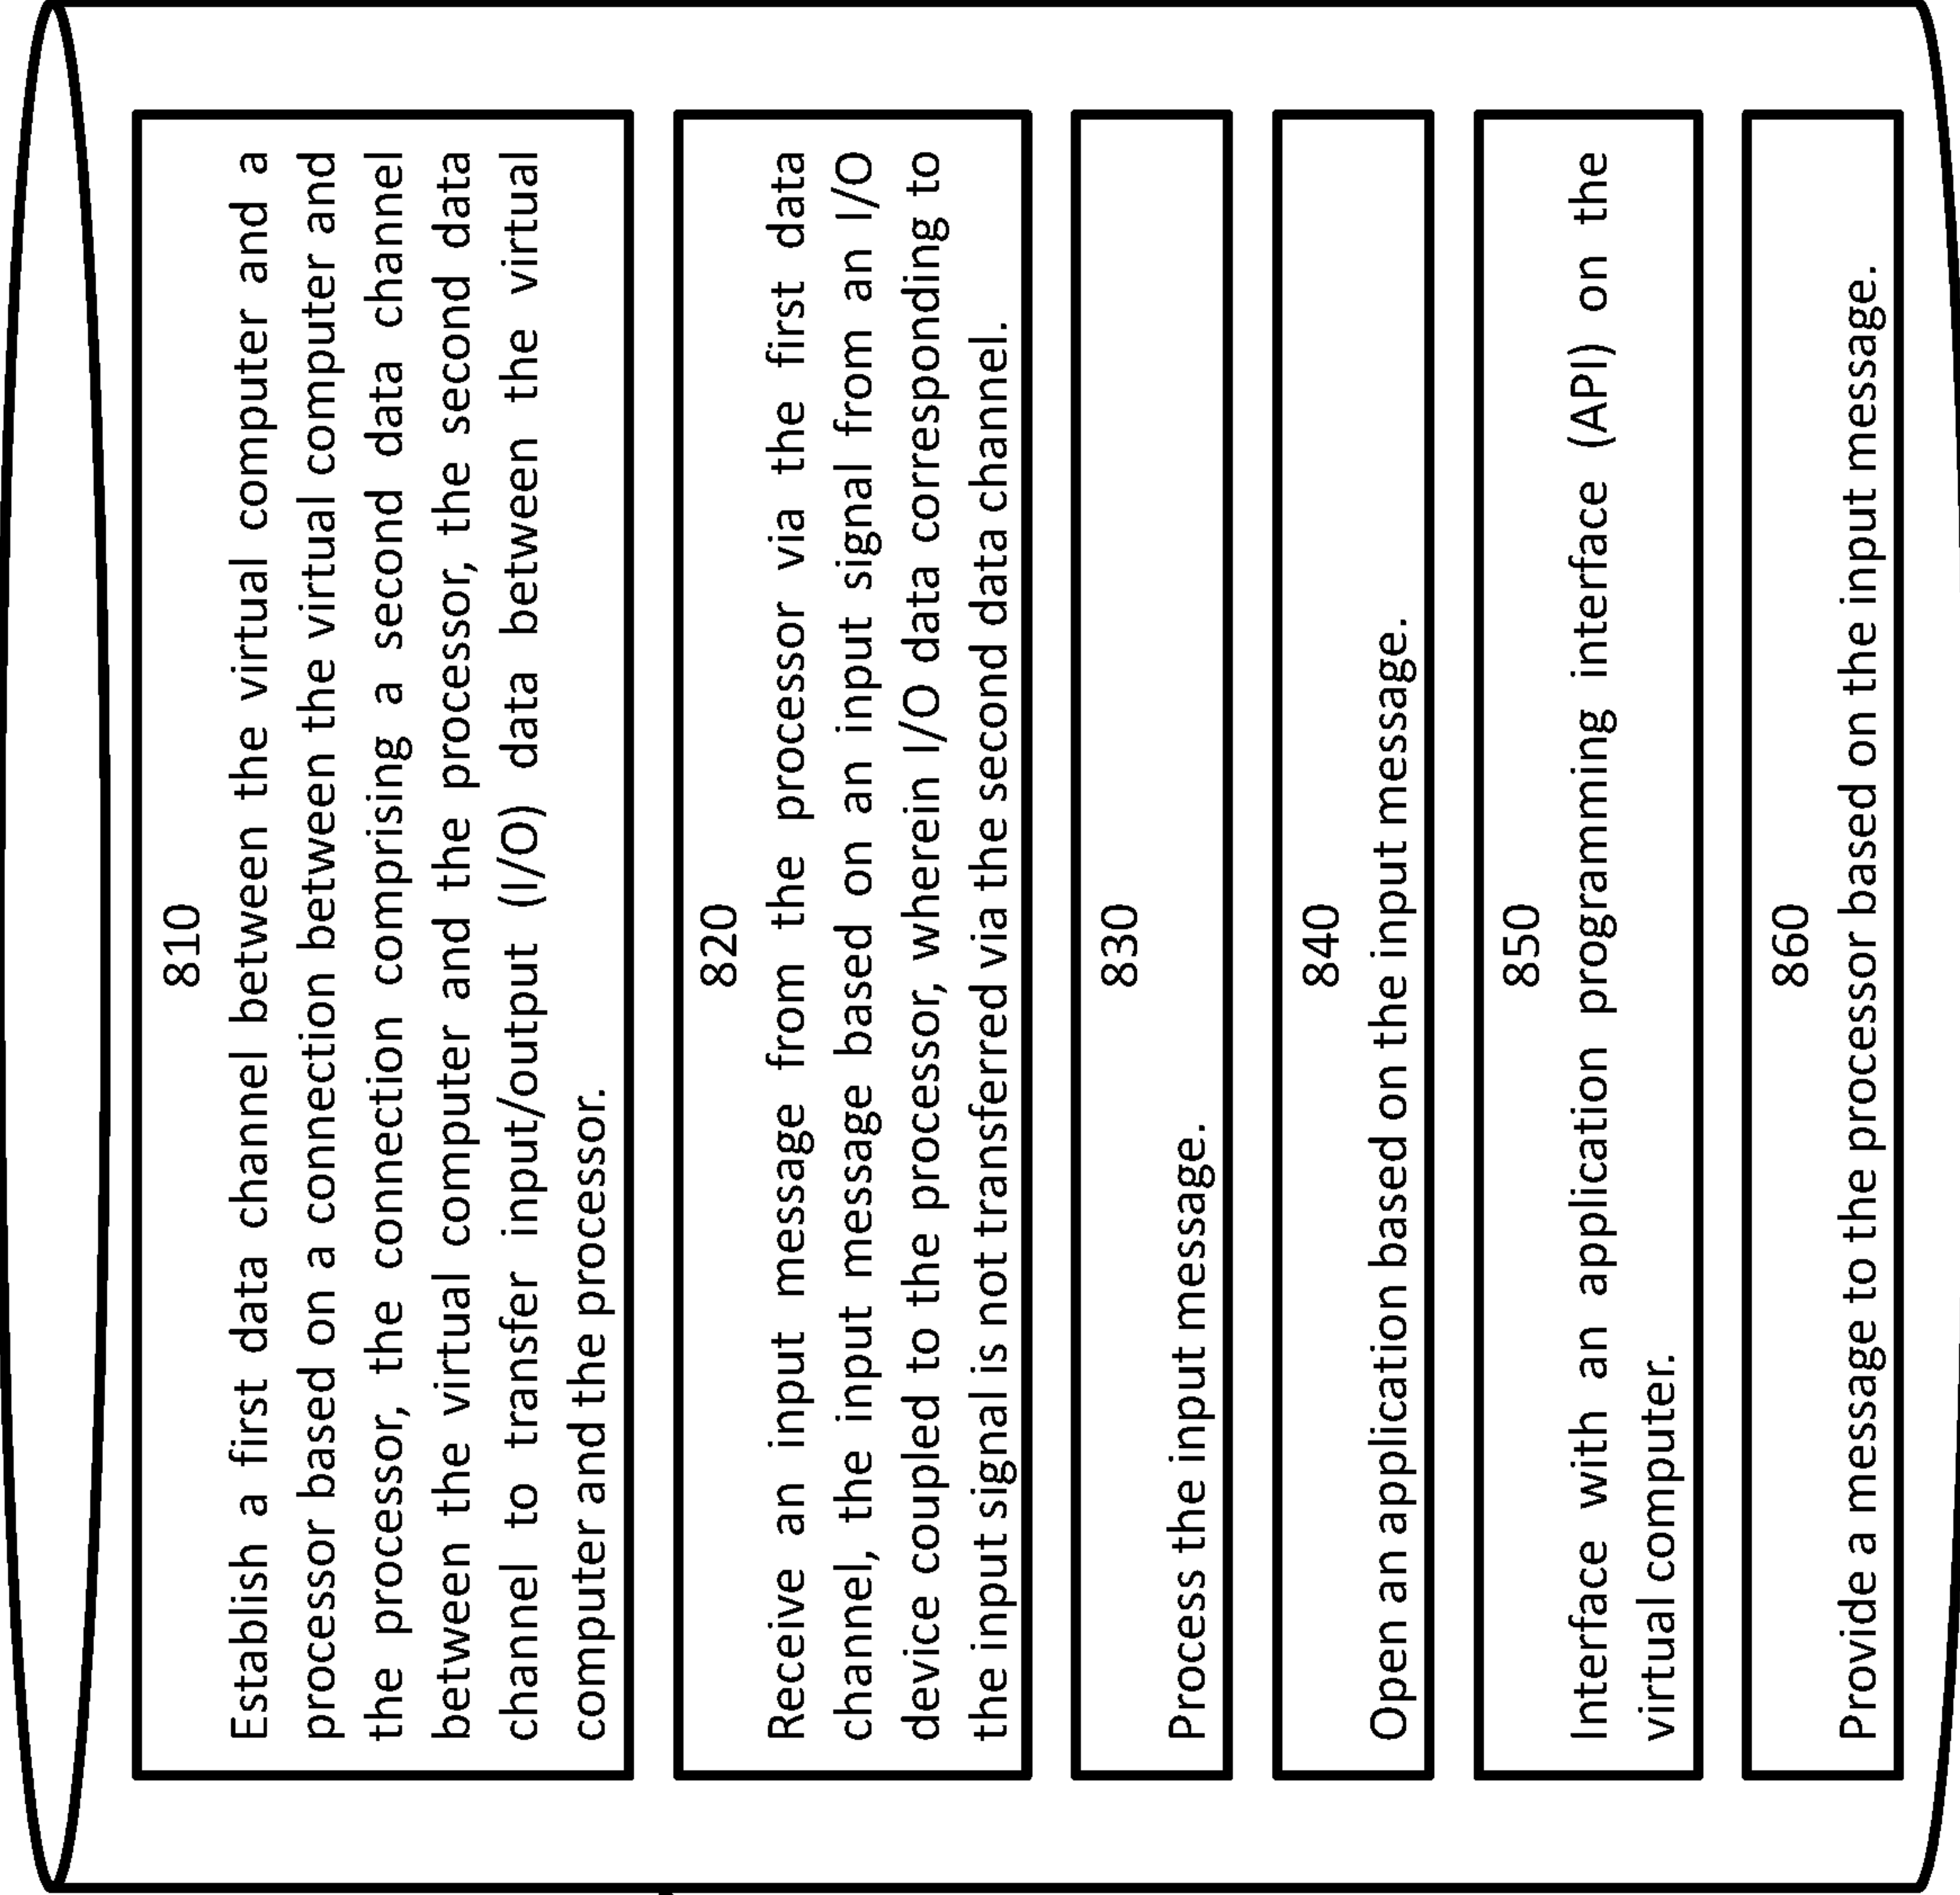 810
Establish a first data channel between the virtual computer and a
processor based on a connection between the virtual computer and
the processor, the connection comprising a second data channel
between the virtual computer and the processor, the second data
channel to transfer input/output (I/O) data between the virtual
computer and the processor.
820
Receive an input message from the processor via the first data
channel, the input message based on an input signal from an I/O
device coupled to the processor, wherein I/O data corresponding to
the input signal is not transferred via the second data channel.
830
Process the input message.
840
Open an application based on the input message.
850
Interface with an application programming interface (API) on the
virtual computer.
860
Provide a message to the processor based on the input message.